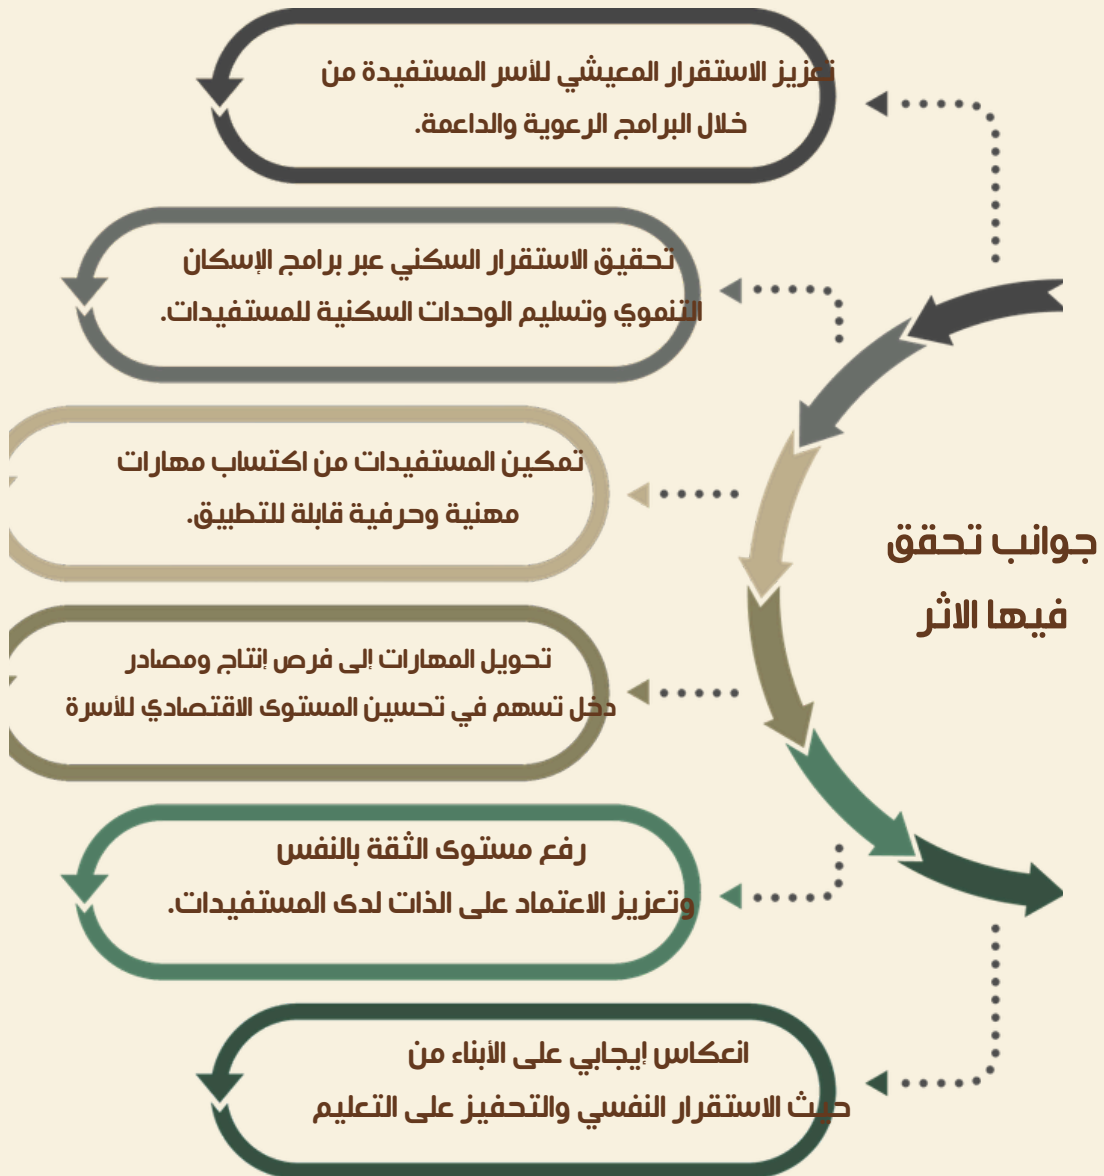 جوانب تحقق
فيها الاثر
تعزيز الاستقرار المعيشي للأسر المستفيدة من
خلال البرامج الرعوية والداعمة.
تحقيق الاستقرار السكني عبر برامج الإسكان
التنموي وتسليم الوحدات السكنية للمستفيدات.
تمكين المستفيدات من اكتساب مهارات
مهنية وحرفية قابلة للتطبيق.
تحويل المهارات إلى فرص إنتاج ومصادر
دخل تسهم في تحسين المستوى الاقتصادي للأسرة
رفع مستوى الثقة بالنفس
وتعزيز الاعتماد على الذات لدى المستفيدات.
انعكاس إيجابي على الأبناء من
حيث الاستقرار النفسي والتحفيز على التعليم